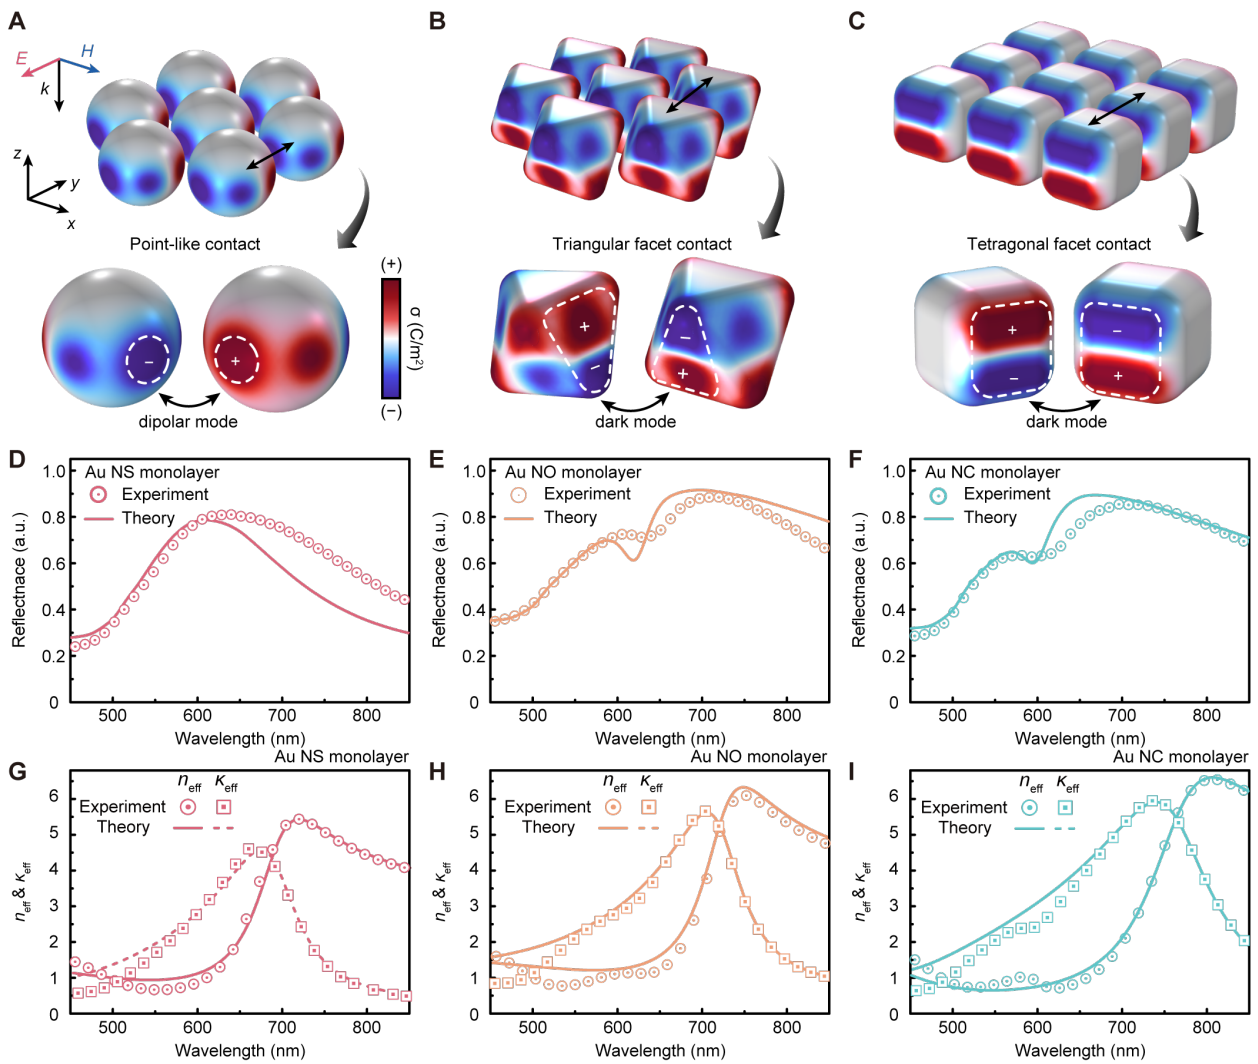 A
B
C
E
H
k
z
y
x
Point-like contact
Triangular facet contact
Tetragonal facet contact
(+)
σ (C/m²)
(−)
−
+
+
−
−
+
+
−
−
+
dipolar mode
dark mode
dark mode
D
Au NS monolayer
Experiment
Theory
Reflectnace (a.u.)
1.0
0.8
0.6
0.4
0.2
0
500
600
700
800
Wavelength (nm)
E
Au NO monolayer
Experiment
Theory
Reflectnace (a.u.)
1.0
0.8
0.6
0.4
0.2
0
500
600
700
800
Wavelength (nm)
F
Au NC monolayer
Experiment
Theory
Reflectnace (a.u.)
1.0
0.8
0.6
0.4
0.2
0
500
600
700
800
Wavelength (nm)
G
Au NS monolayer
n_eff κ_eff
Experiment
Theory
n_eff & κ_eff
6
5
4
3
2
1
0
500
600
700
800
Wavelength (nm)
H
Au NO monolayer
n_eff κ_eff
Experiment
Theory
n_eff & κ_eff
6
5
4
3
2
1
0
500
600
700
800
Wavelength (nm)
I
Au NC monolayer
n_eff κ_eff
Experiment
Theory
n_eff & κ_eff
6
5
4
3
2
1
0
500
600
700
800
Wavelength (nm)